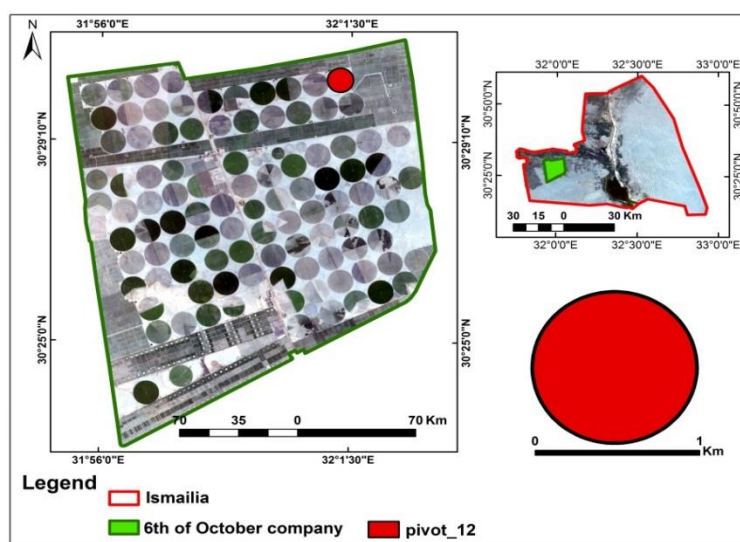 N
31°56'0"E 32°1'30"E
30°29'10"N 30°29'10"N
30°25'0"N 30°25'0"N
70 35 0 70 Km
31°56'0"E 32°1'30"E
32°0'0"E 32°30'0"E 33°0'0"E
30°50'0"N 30°50'0"N
30°25'0"N 30°25'0"N
30 15 0 30 Km
32°0'0"E 32°30'0"E 33°0'0"E
0 1
Km
Legend
Ismailia
6th of October company pivot_12